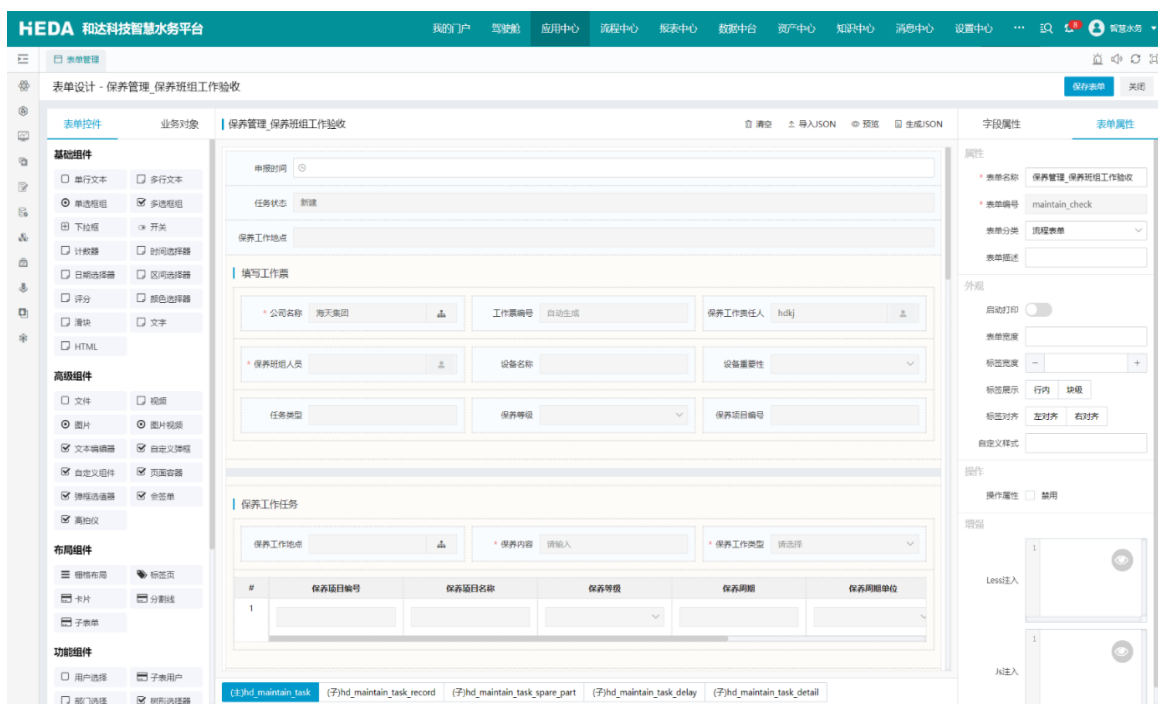 HEDA 和达科技智慧水务平台 我的门户 驾驶舱 应用中心 流程中心 报表中心 数据中台 资产中心 知识中心 消息中心 设置中心 ... 8 智慧水务
表单管理
表单设计 - 保养管理_保养班组工作验收 保存表单 关闭
表单控件 业务对象 保养管理_保养班组工作验收 清空 导入JSON 预览 生成JSON 字段属性 表单属性
基础组件
单行文本 多行文本
单选框组 多选框组
下拉框 开关
计数器 时间选择器
日期选择器 区间选择器
评分 颜色选择器
滑块 文字
HTML
高级组件
文件 视频
图片 图片视频
文本编辑器 自定义弹框
自定义组件 页面容器
弹框选值器 会签单
高拍仪
布局组件
栅格布局 标签页
卡片 分割线
子表单
功能组件
用户选择 子表用户
部门选择 树形选择器
申报时间
任务状态 新建
保养工作地点
填写工作票
* 公司名称 海天集团 工作票编号 自动生成 保养工作责任人 hdkj
* 保养班组人员 设备名称 设备重要性
任务类型 保养等级 保养项目编号
保养工作任务
保养工作地点 * 保养内容 请输入 * 保养工作类型 请选择
# 保养项目编号 保养项目名称 保养等级 保养周期 保养周期单位
1
(主)hd_maintain_task (子)hd_maintain_task_record (子)hd_maintain_task_spare_part (子)hd_maintain_task_delay (子)hd_maintain_task_detail
属性
* 表单名称 保养管理_保养班组工作验收
* 表单编号 maintain_check
表单分类 流程表单
表单描述
外观
启动打印
表单宽度
标签宽度 − +
标签展示 行内 块级
标签对齐 左对齐 右对齐
自定义样式
操作
操作属性 禁用
增强
Less注入 1
Js注入 1